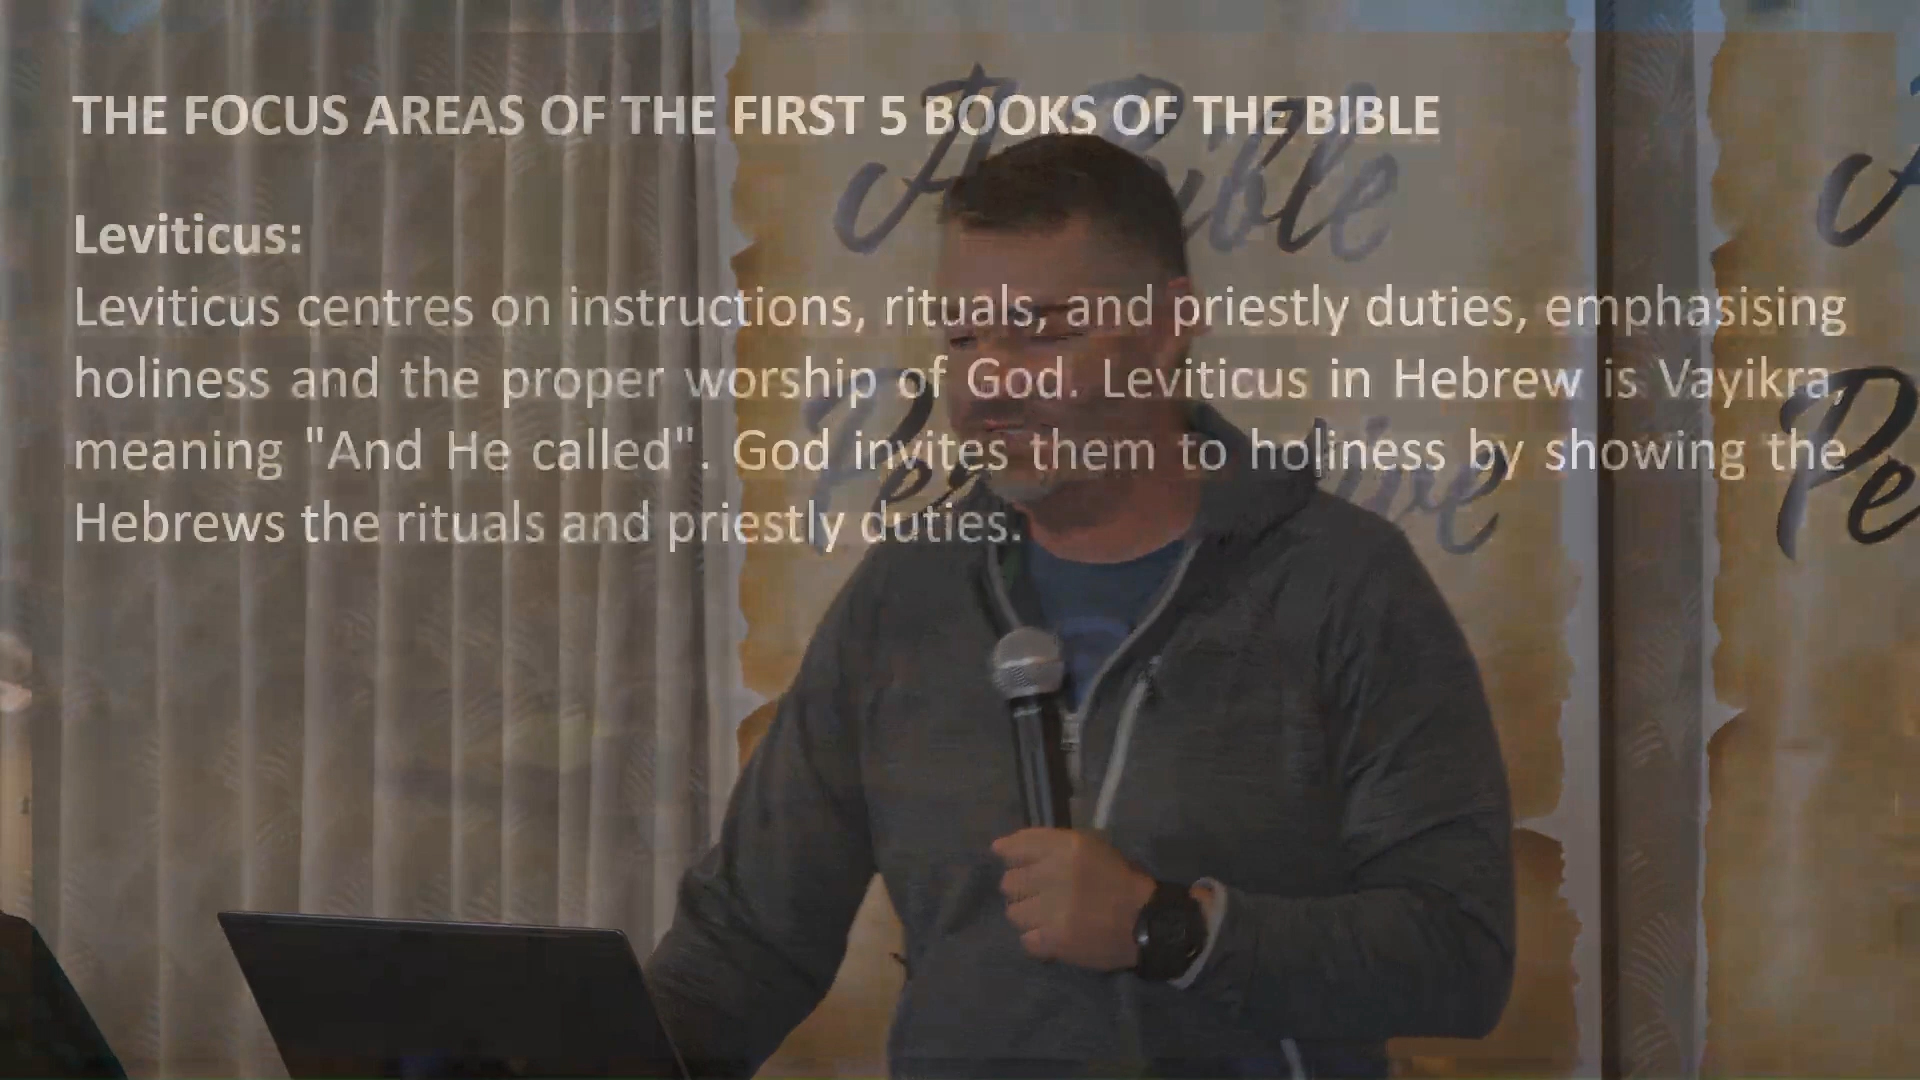 THE FOCUS AREAS OF THE FIRST 5 BOOKS OF THE BIBLE
Leviticus:
Leviticus centres on instructions, rituals, and priestly duties, emphasising
holiness and the proper worship of God. Leviticus in Hebrew is Vayikra,
meaning "And He called". God invites them to holiness by showing the
Hebrews the rituals and priestly duties.
A Bible